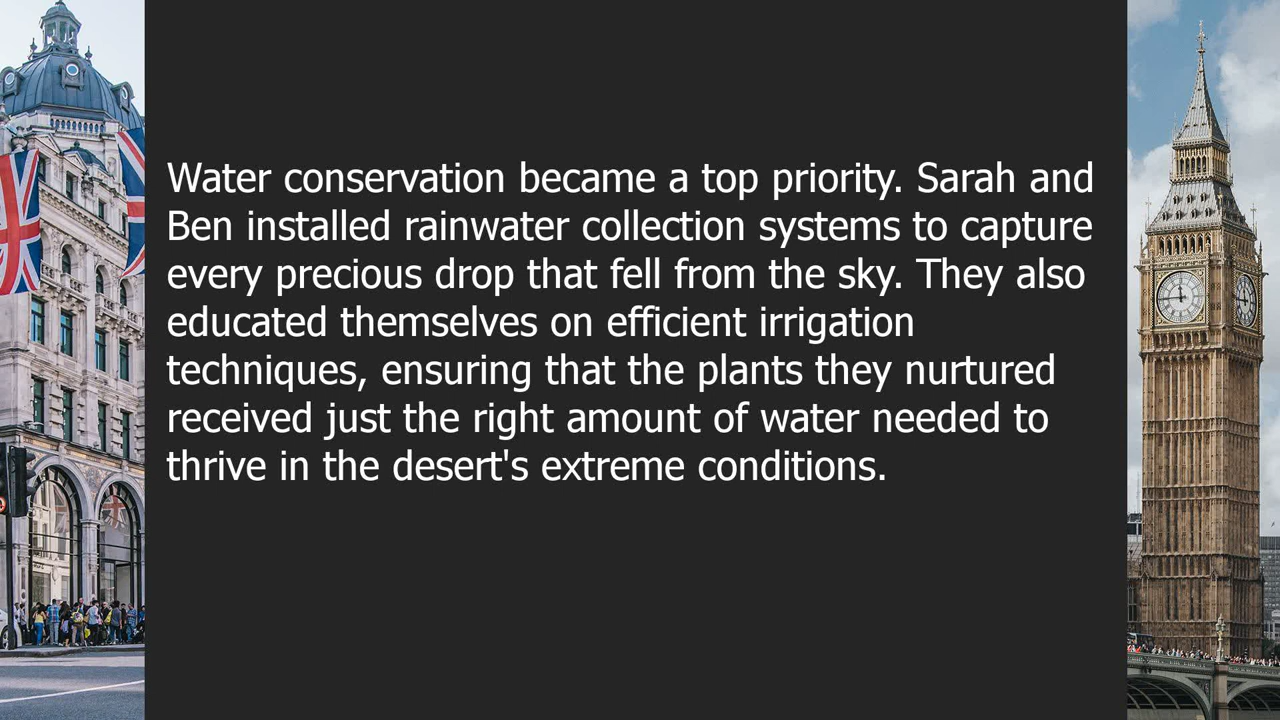 Water conservation became a top priority. Sarah and
Ben installed rainwater collection systems to capture
every precious drop that fell from the sky. They also
educated themselves on efficient irrigation
techniques, ensuring that the plants they nurtured
received just the right amount of water needed to
thrive in the desert's extreme conditions.